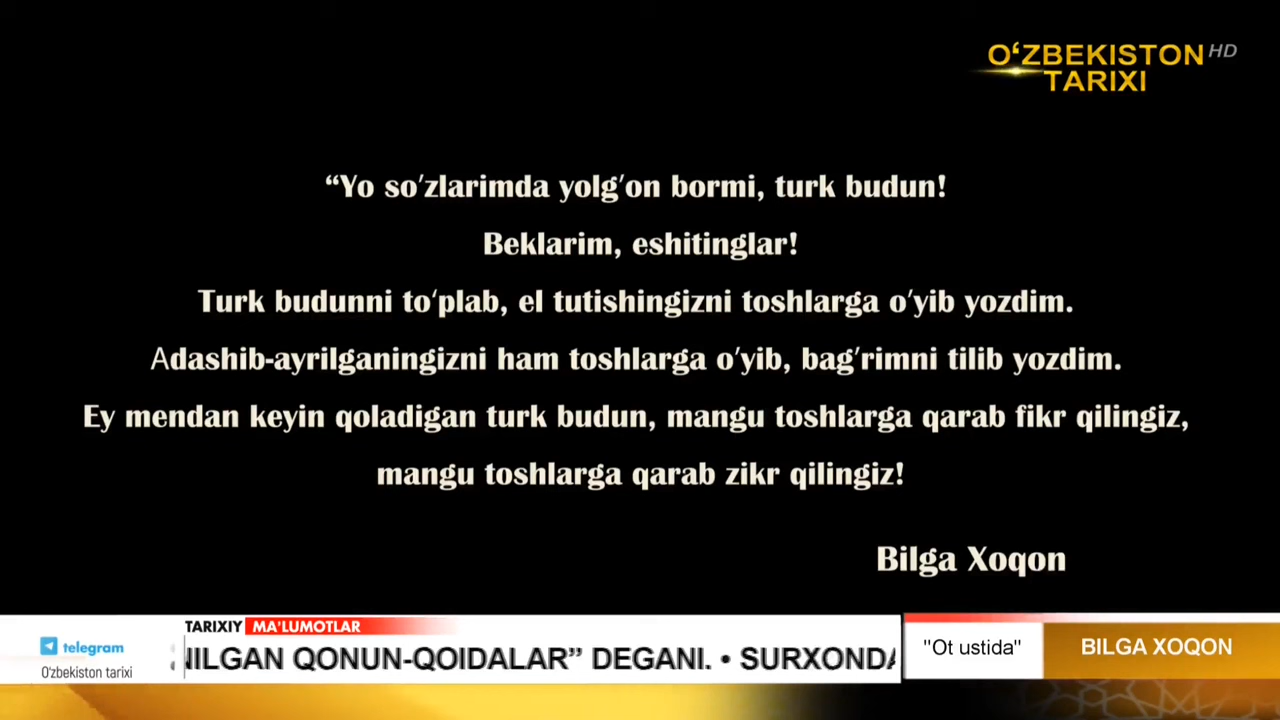 O‘ZBEKISTON HD
TARIXI
“Yo so′zlarimda yolg′on bormi, turk budun!
Beklarim, eshitinglar!
Turk budunni to‘plab, el tutishingizni toshlarga o′yib yozdim.
Adashib-ayrilganingizni ham toshlarga o′yib, bag′rimni tilib yozdim.
Ey mendan keyin qoladigan turk budun, mangu toshlarga qarab fikr qilingiz,
mangu toshlarga qarab zikr qilingiz!
Bilga Xoqon
TARIXIY MA'LUMOTLAR
telegram
O'zbekiston tarixi
NILGAN QONUN-QOIDALAR” DEGANI. • SURXONDA
"Ot ustida"
BILGA XOQON